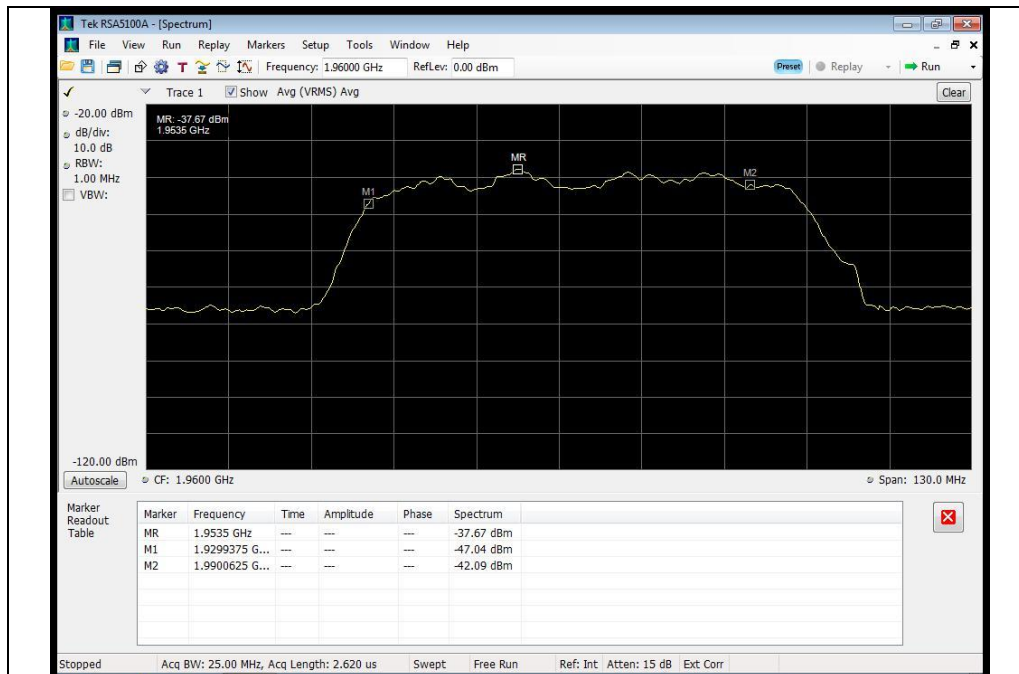 Tek RSA5100A - [Spectrum]
File View Run Replay Markers Setup Tools Window Help
Frequency: 1.96000 GHz RefLev: 0.00 dBm Preset Replay Run
Trace 1 Show Avg (VRMS) Avg Clear
-20.00 dBm
dB/div:
10.0 dB
RBW:
1.00 MHz
VBW:
MR: -37.67 dBm
1.9535 GHz
MR
M1
M2
-120.00 dBm
Autoscale CF: 1.9600 GHz Span: 130.0 MHz
Marker
Readout
Table
Marker Frequency Time Amplitude Phase Spectrum
MR 1.9535 GHz --- --- --- -37.67 dBm
M1 1.9299375 G... --- --- --- -47.04 dBm
M2 1.9900625 G... --- --- --- -42.09 dBm
Stopped Acq BW: 25.00 MHz, Acq Length: 2.620 us Swept Free Run Ref: Int Atten: 15 dB Ext Corr